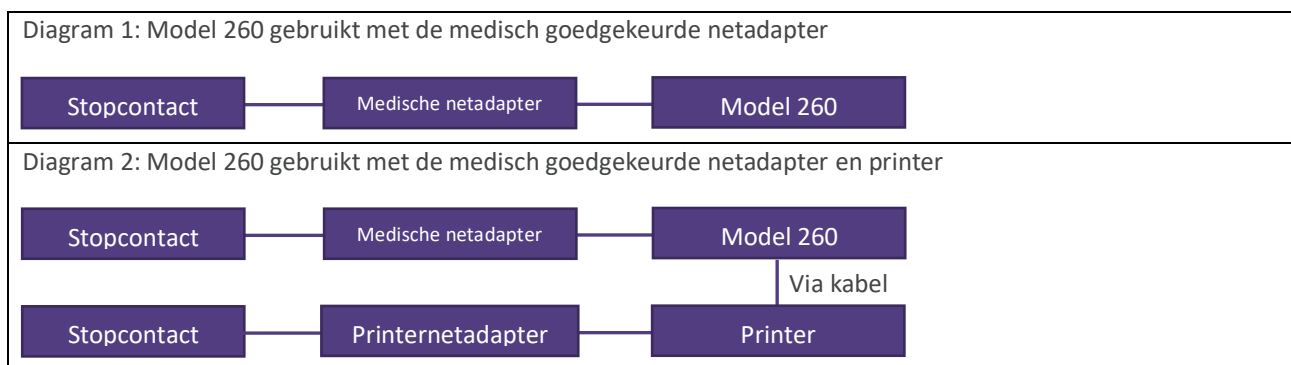 Diagram 1: Model 260 gebruikt met de medisch goedgekeurde netadapter
Stopcontact Medische netadapter Model 260
Diagram 2: Model 260 gebruikt met de medisch goedgekeurde netadapter en printer
Stopcontact Medische netadapter Model 260
Via kabel
Stopcontact Printernetadapter Printer